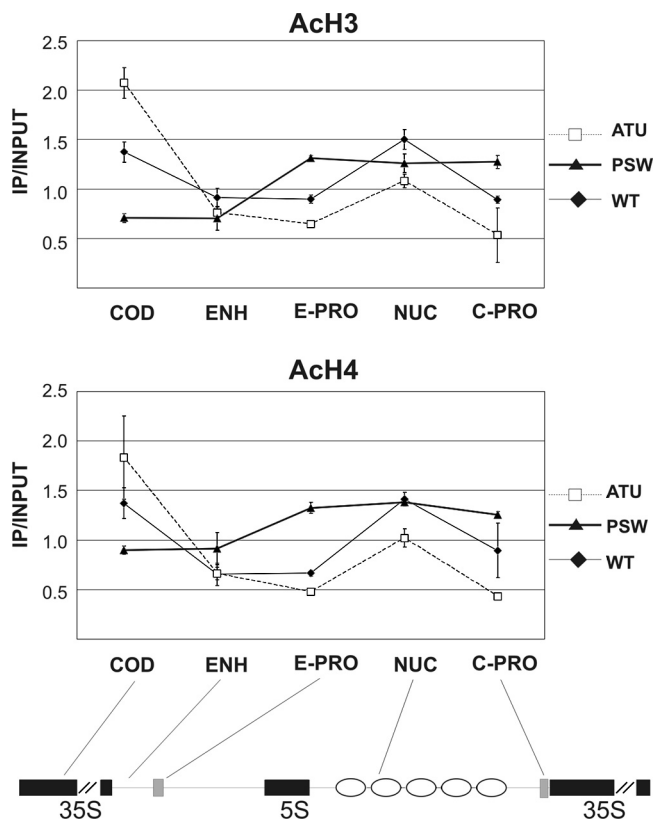 AcH3
IP/INPUT
2.5
2.0
1.5
1.0
0.5
COD ENH E-PRO NUC C-PRO
ATU
PSW
WT
AcH4
IP/INPUT
2.5
2.0
1.5
1.0
0.5
COD ENH E-PRO NUC C-PRO
ATU
PSW
WT
35S 5S 35S